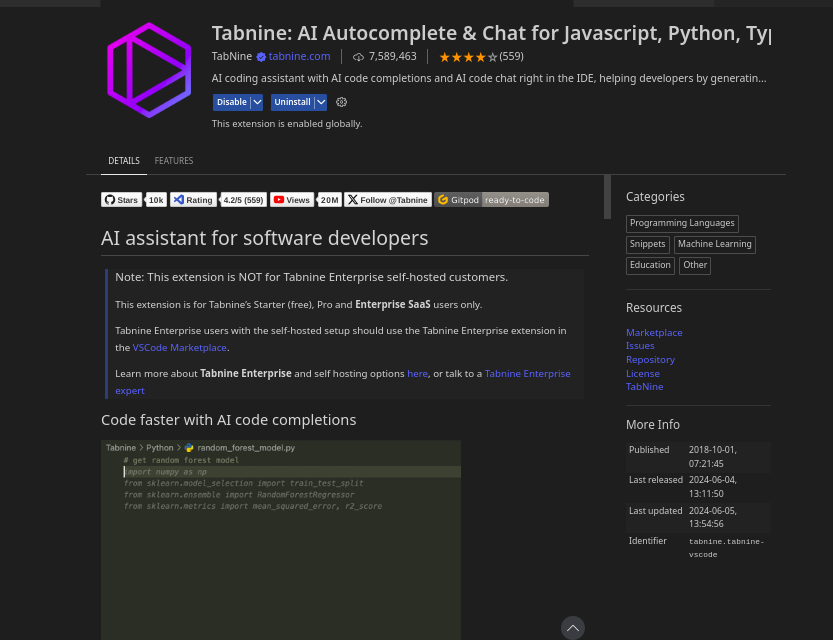 Tabnine: AI Autocomplete & Chat for Javascript, Python, Typ
TabNine tabnine.com 7,589,463 (559)
AI coding assistant with AI code completions and AI code chat right in the IDE, helping developers by generatin...
Disable Uninstall
This extension is enabled globally.
DETAILS FEATURES
Stars 10k Rating 4.2/5 (559) Views 20M Follow @Tabnine Gitpod ready-to-code
AI assistant for software developers
Note: This extension is NOT for Tabnine Enterprise self-hosted customers.
This extension is for Tabnine’s Starter (free), Pro and Enterprise SaaS users only.
Tabnine Enterprise users with the self-hosted setup should use the Tabnine Enterprise extension in
the VSCode Marketplace.
Learn more about Tabnine Enterprise and self hosting options here, or talk to a Tabnine Enterprise
expert
Code faster with AI code completions
Tabnine > Python > random_forest_model.py
# get random forest model
import numpy as np
from sklearn.model_selection import train_test_split
from sklearn.ensemble import RandomForestRegressor
from sklearn.metrics import mean_squared_error, r2_score
Categories
Programming Languages
Snippets Machine Learning
Education Other
Resources
Marketplace
Issues
Repository
License
TabNine
More Info
Published 2018-10-01,
07:21:45
Last released 2024-06-04,
13:11:50
Last updated 2024-06-05,
13:54:56
Identifier tabnine.tabnine-
vscode